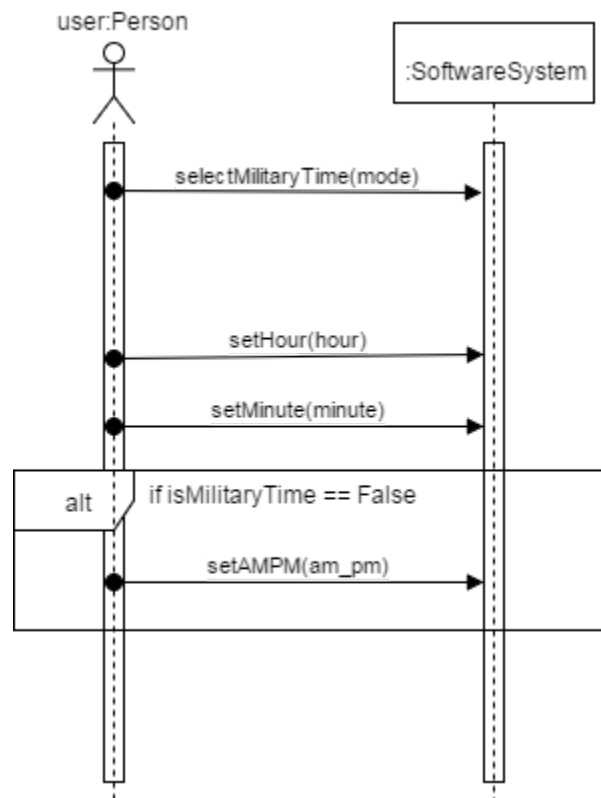 user:Person
:SoftwareSystem
selectMilitaryTime(mode)
setHour(hour)
setMinute(minute)
alt
if isMilitaryTime == False
setAMPM(am_pm)